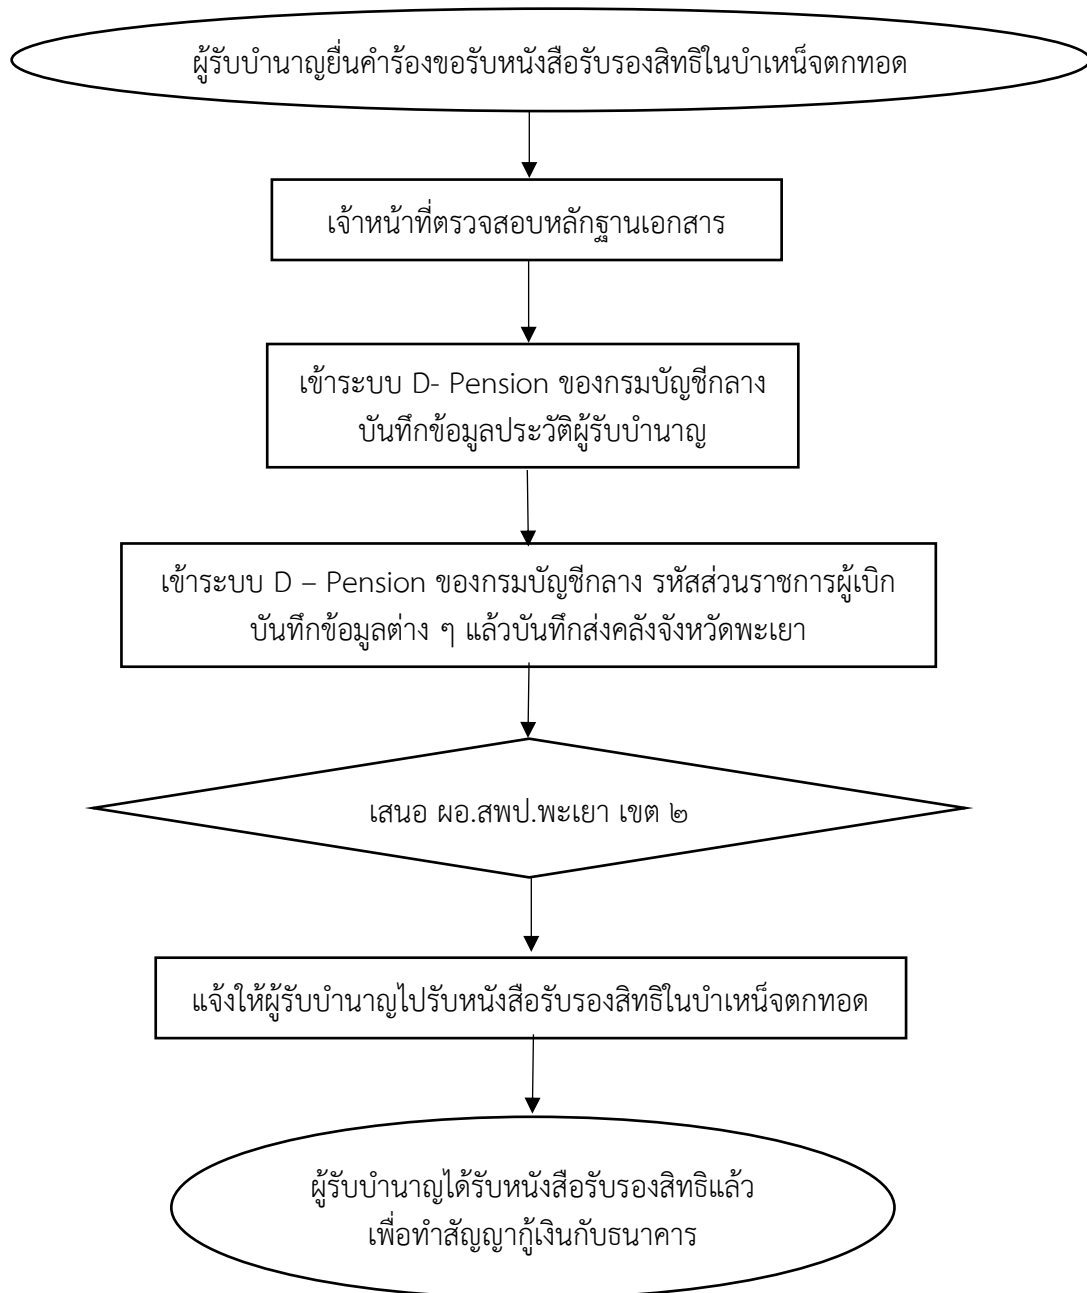 ผู้รับบำนาญยื่นคำร้องขอรับหนังสือรับรองสิทธิในบำเหน็จตกทอด
เจ้าหน้าที่ตรวจสอบหลักฐานเอกสาร
เข้าระบบ D- Pension ของกรมบัญชีกลาง
บันทึกข้อมูลประวัติผู้รับบำนาญ
เข้าระบบ D – Pension ของกรมบัญชีกลาง รหัสส่วนราชการผู้เบิก
บันทึกข้อมูลต่าง ๆ แล้วบันทึกส่งคลังจังหวัดพะเยา
เสนอ ผอ.สพป.พะเยา เขต ๒
แจ้งให้ผู้รับบำนาญไปรับหนังสือรับรองสิทธิในบำเหน็จตกทอด
ผู้รับบำนาญได้รับหนังสือรับรองสิทธิแล้ว
เพื่อทำสัญญากู้เงินกับธนาคาร